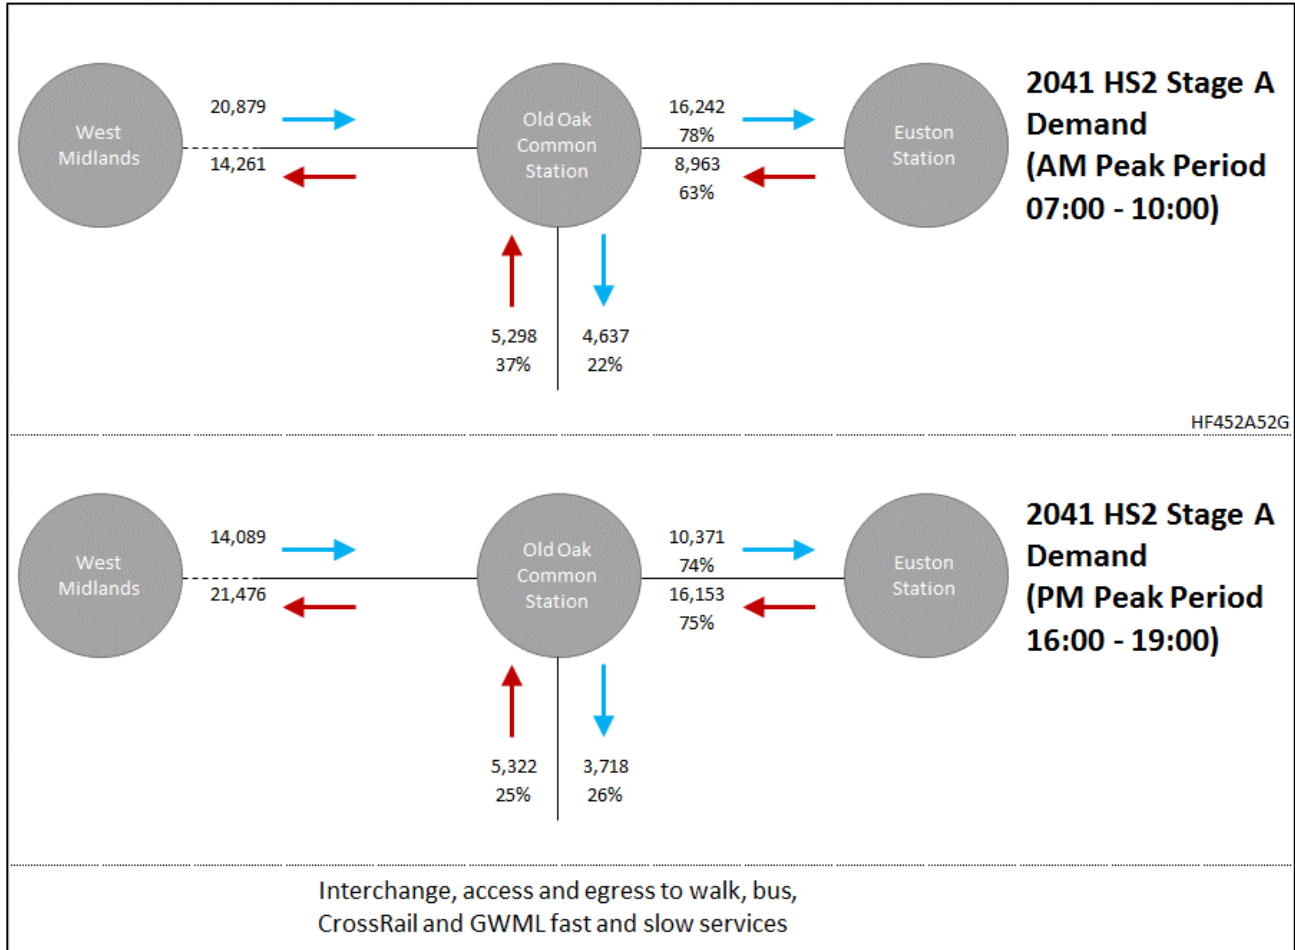 2041 HS2 Stage A
Demand
(AM Peak Period
07:00 - 10:00)
West
Midlands
20,879
14,261
Old Oak
Common
Station
16,242
78%
8,963
63%
Euston
Station
5,298
37%
4,637
22%
HF452A52G
2041 HS2 Stage A
Demand
(PM Peak Period
16:00 - 19:00)
West
Midlands
14,089
21,476
Old Oak
Common
Station
10,371
74%
16,153
75%
Euston
Station
5,322
25%
3,718
26%
Interchange, access and egress to walk, bus,
CrossRail and GWML fast and slow services